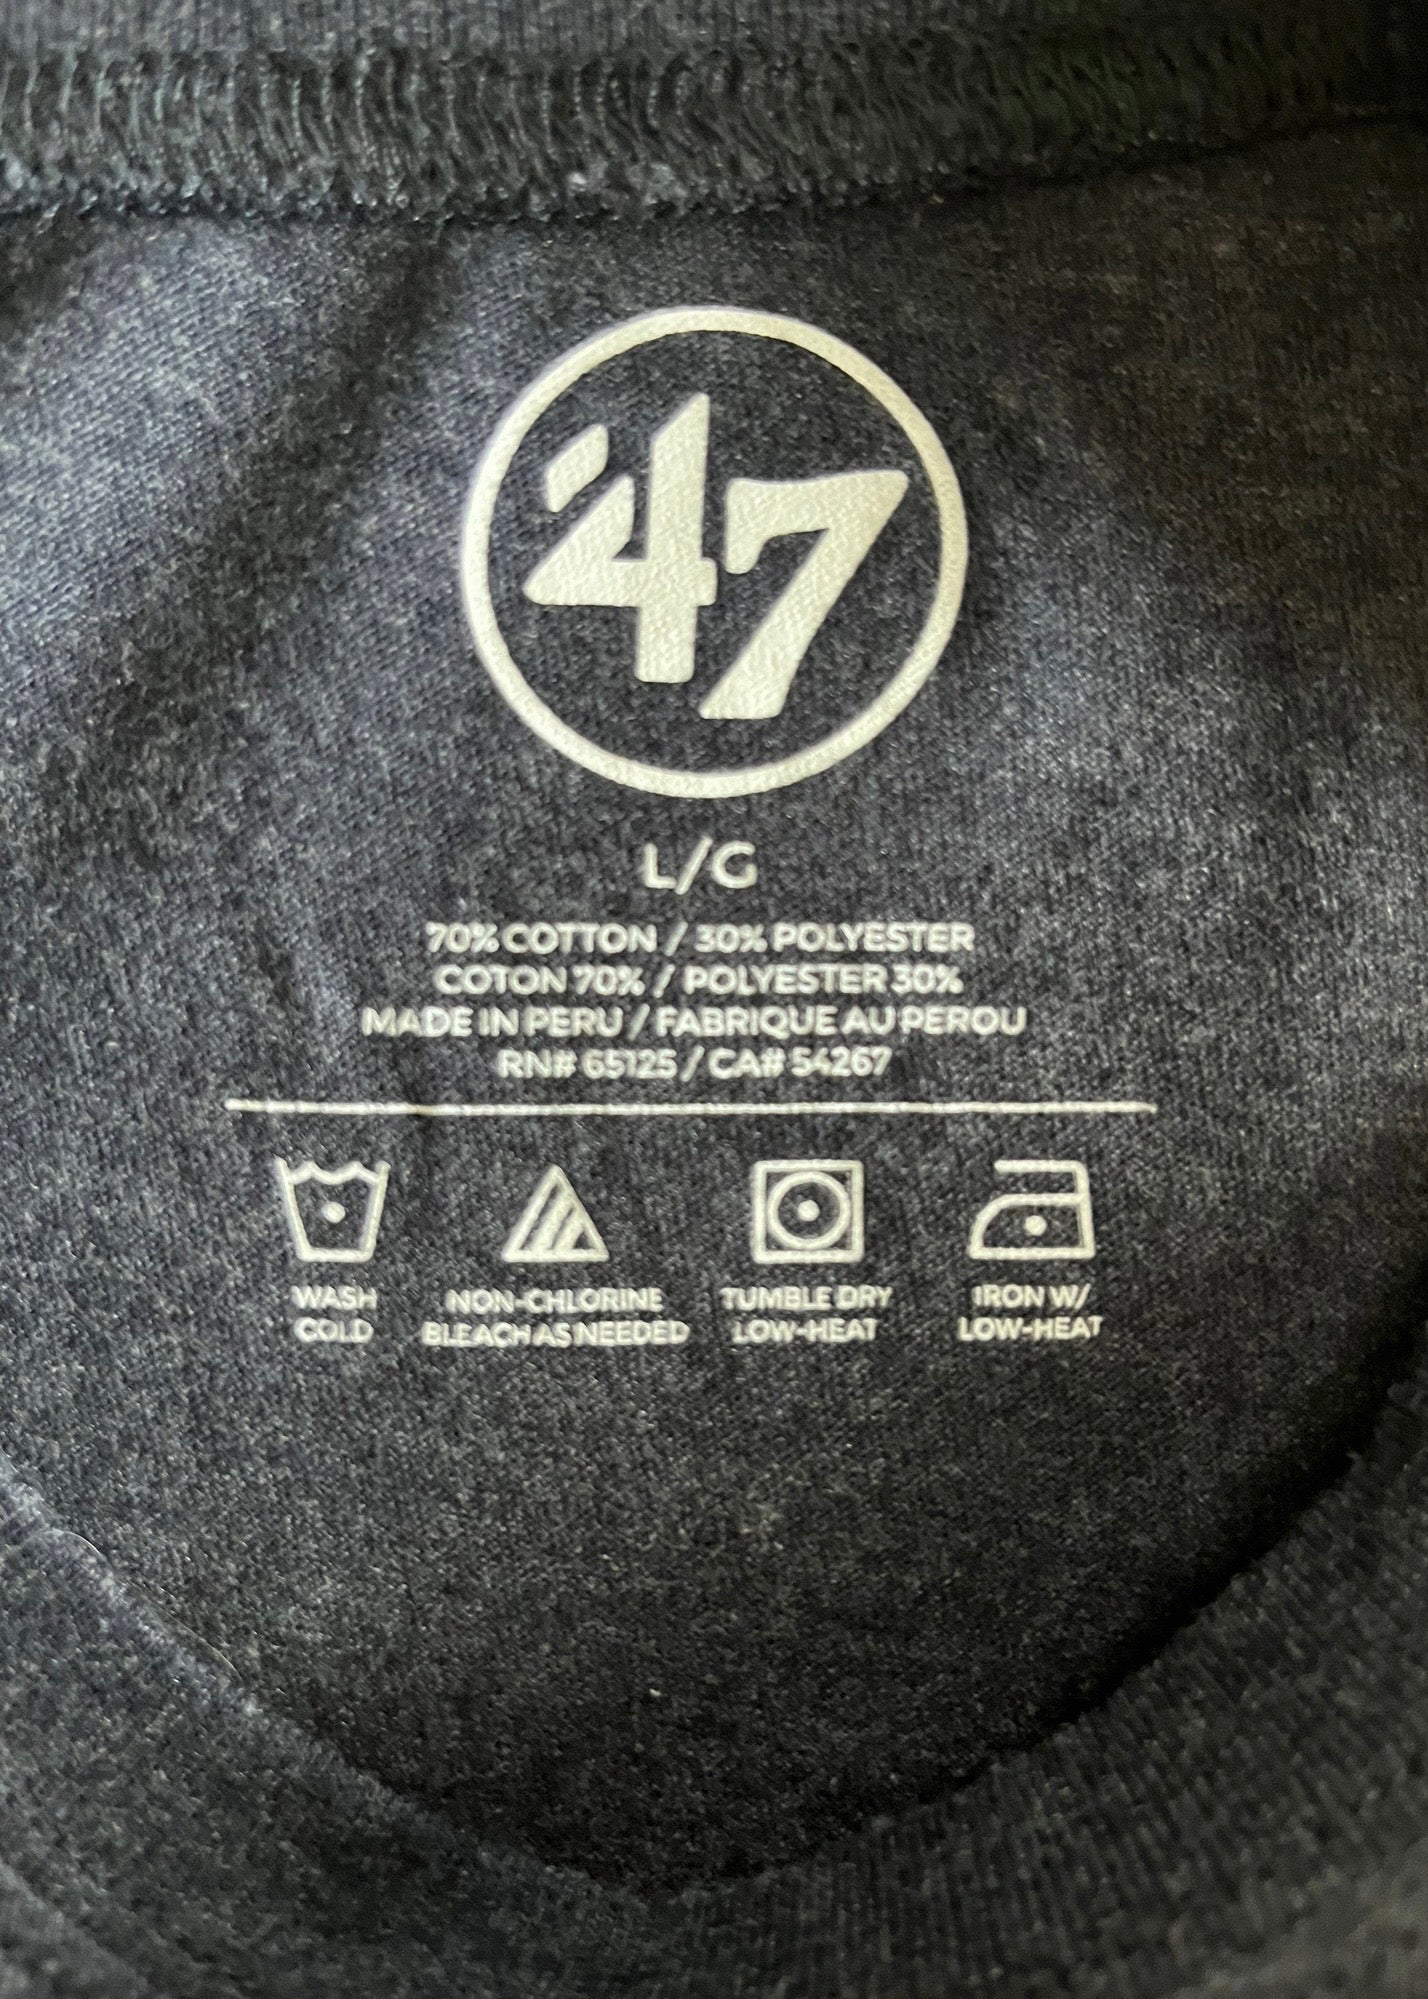 '47
L/G
70% COTTON / 30% POLYESTER
COTON 70% / POLYESTER 30%
MADE IN PERU / FABRIQUE AU PEROU
RN# 65125 / CA# 54267
WASH COLD
NON-CHLORINE BLEACH AS NEEDED
TUMBLE DRY LOW-HEAT
IRON W/ LOW-HEAT